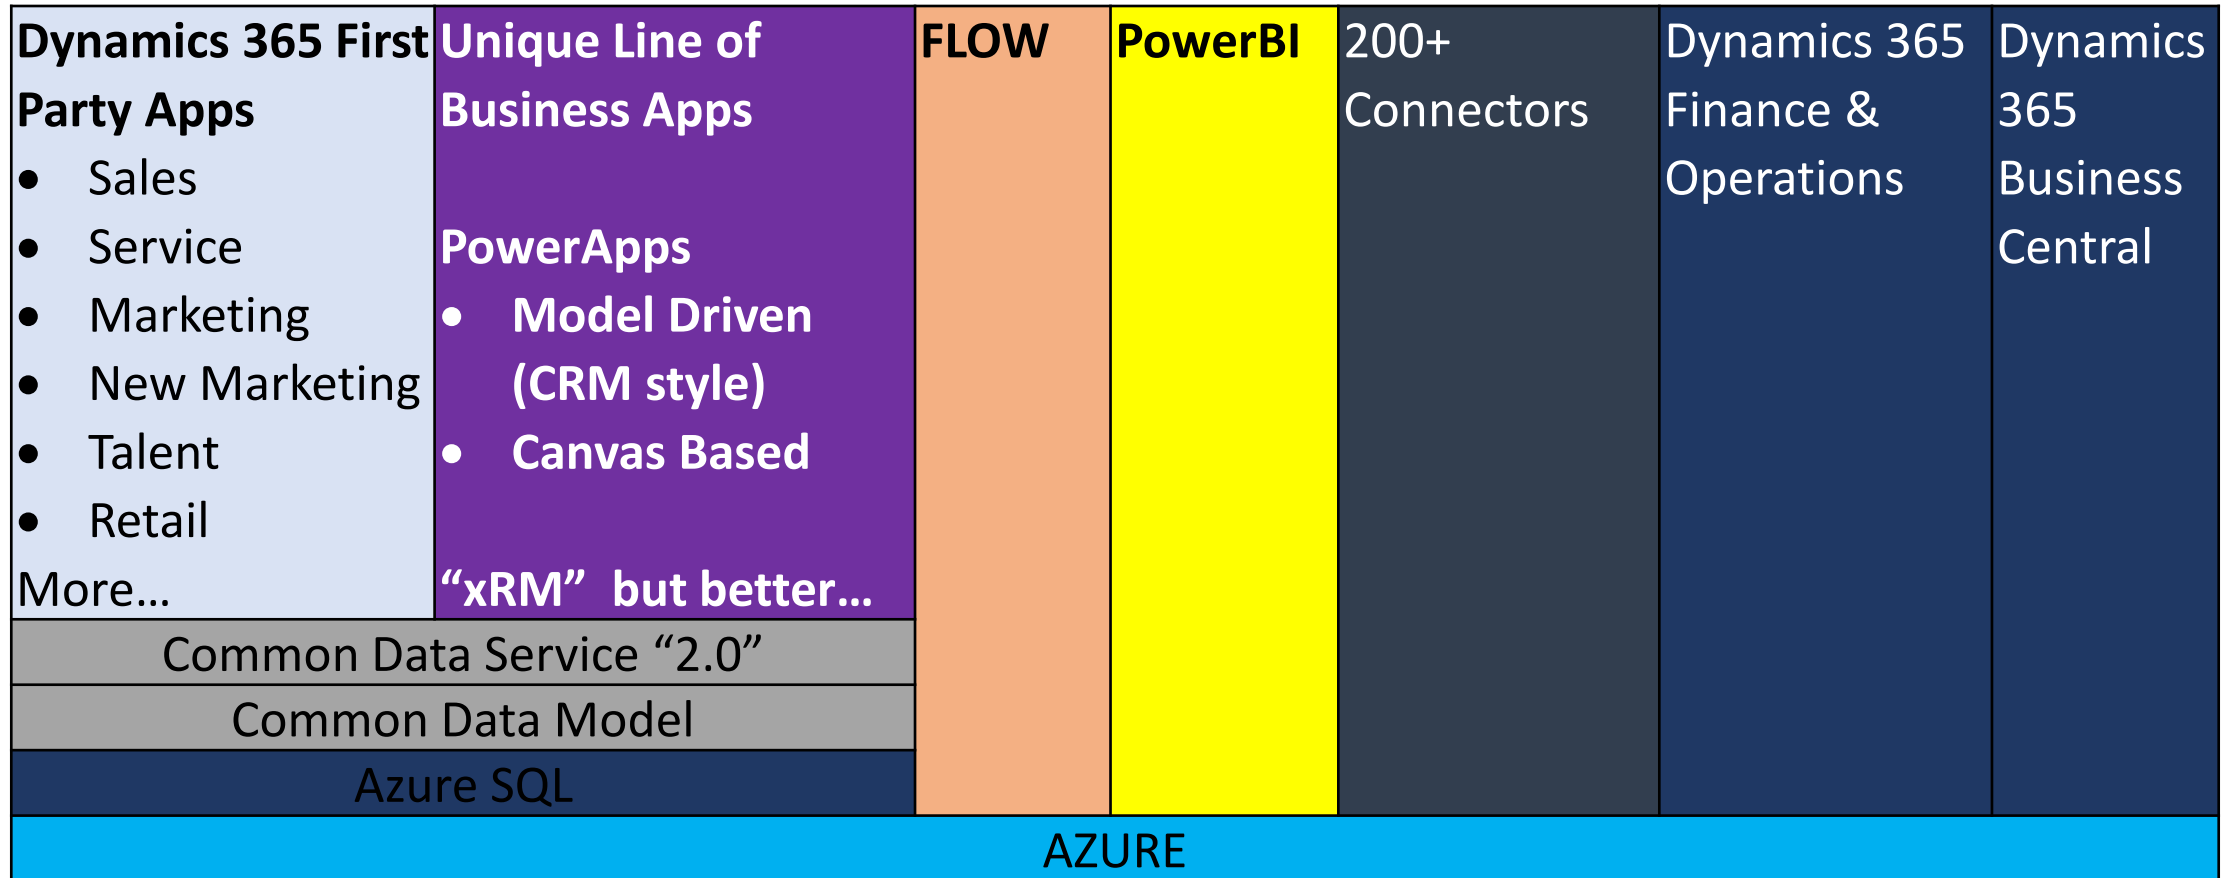 Dynamics 365 First
Party Apps
• Sales
• Service
• Marketing
• New Marketing
• Talent
• Retail
More…
Unique Line of
Business Apps
PowerApps
• Model Driven
(CRM style)
• Canvas Based
“xRM”  but better…
FLOW
PowerBI
200+
Connectors
Dynamics 365
Finance &
Operations
Dynamics
365
Business
Central
Common Data Service “2.0”
Common Data Model
Azure SQL
AZURE